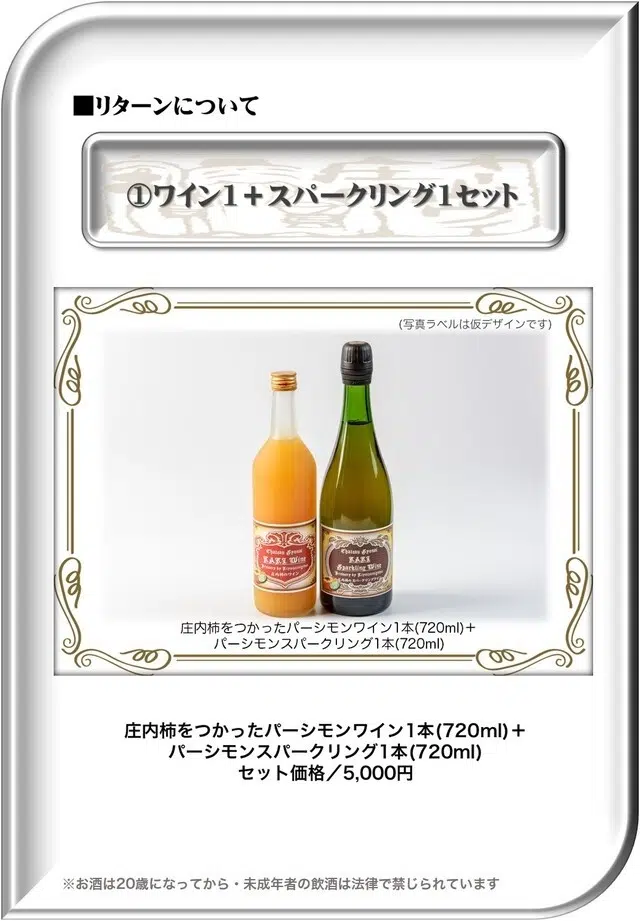 ■リターンについて
①ワイン1＋スパークリング1セット
(写真ラベルは仮デザインです)
KAKI Wine
KAKI
Sparkling Wine
庄内柿をつかったパーシモンワイン1本(720ml)＋
パーシモンスパークリング1本(720ml)
庄内柿をつかったパーシモンワイン1本(720ml)＋
パーシモンスパークリング1本(720ml)
セット価格／5,000円
※お酒は20歳になってから・未成年者の飲酒は法律で禁じられています